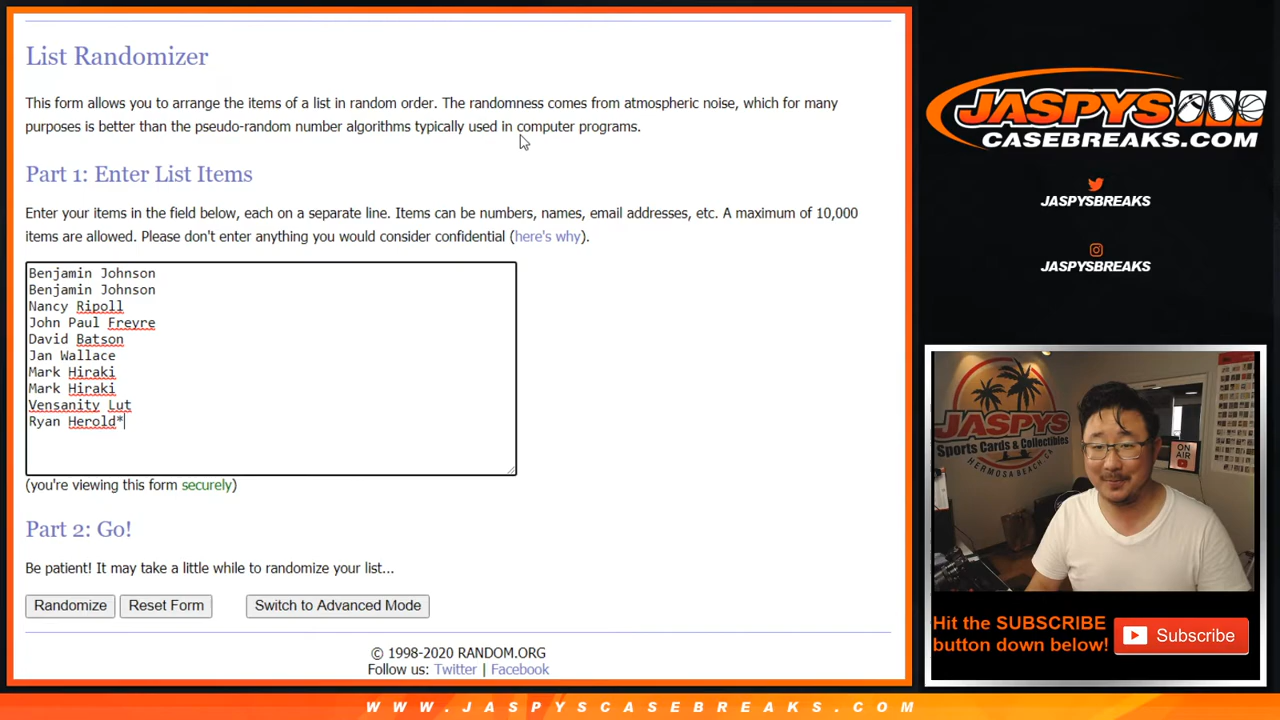 List Randomizer
This form allows you to arrange the items of a list in random order. The randomness comes from atmospheric noise, which for many
purposes is better than the pseudo-random number algorithms typically used in computer programs.
Part 1: Enter List Items
Enter your items in the field below, each on a separate line. Items can be numbers, names, email addresses, etc. A maximum of 10,000
items are allowed. Please don't enter anything you would consider confidential (here's why).
Benjamin Johnson
Benjamin Johnson
Nancy Ripoll
John Paul Freyre
David Batson
Jan Wallace
Mark Hiraki
Mark Hiraki
Vensanity Lut
Ryan Herold*
(you're viewing this form securely)
Part 2: Go!
Be patient! It may take a little while to randomize your list...
Randomize Reset Form Switch to Advanced Mode
© 1998-2020 RANDOM.ORG
Follow us: Twitter | Facebook
JASPYS
CASEBREAKS.COM
JASPYSBREAKS
JASPYSBREAKS
JASPYS
Sports Cards & Collectibles
HERMOSA BEACH, CA
ON AIR
Hit the SUBSCRIBE
button down below!
Subscribe
WWW.JASPYSCASEBREAKS.COM